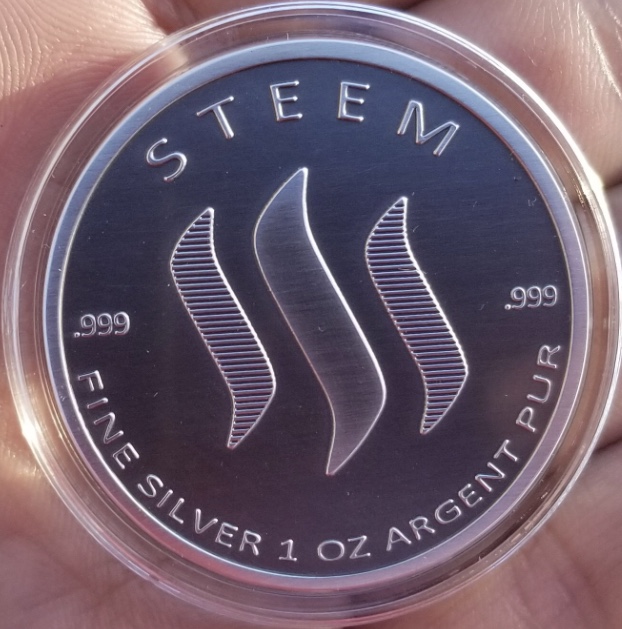 STEEM
.999
.999
FINE SILVER 1 OZ ARGENT PUR